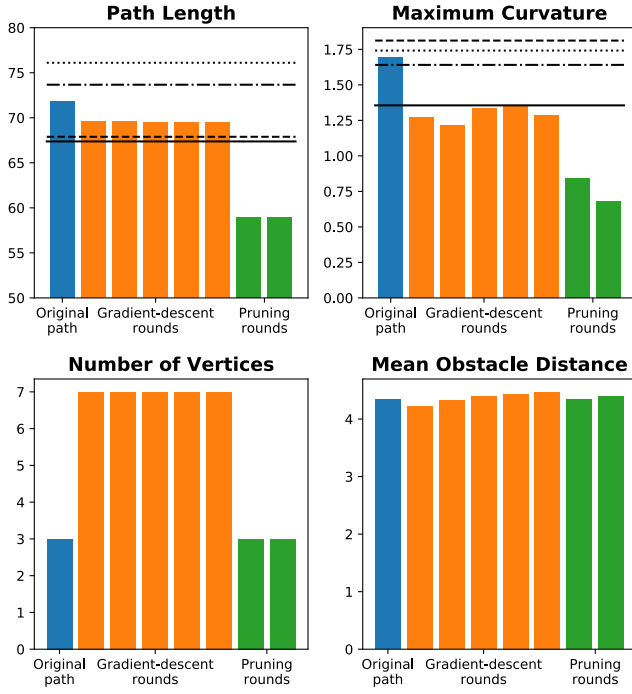 Path Length
80
75
70
65
60
55
50
Original
path
Gradient-descent
rounds
Pruning
rounds
Maximum Curvature
1.75
1.50
1.25
1.00
0.75
0.50
0.25
0.00
Original
path
Gradient-descent
rounds
Pruning
rounds
Number of Vertices
7
6
5
4
3
2
1
0
Original
path
Gradient-descent
rounds
Pruning
rounds
Mean Obstacle Distance
4
3
2
1
0
Original
path
Gradient-descent
rounds
Pruning
rounds